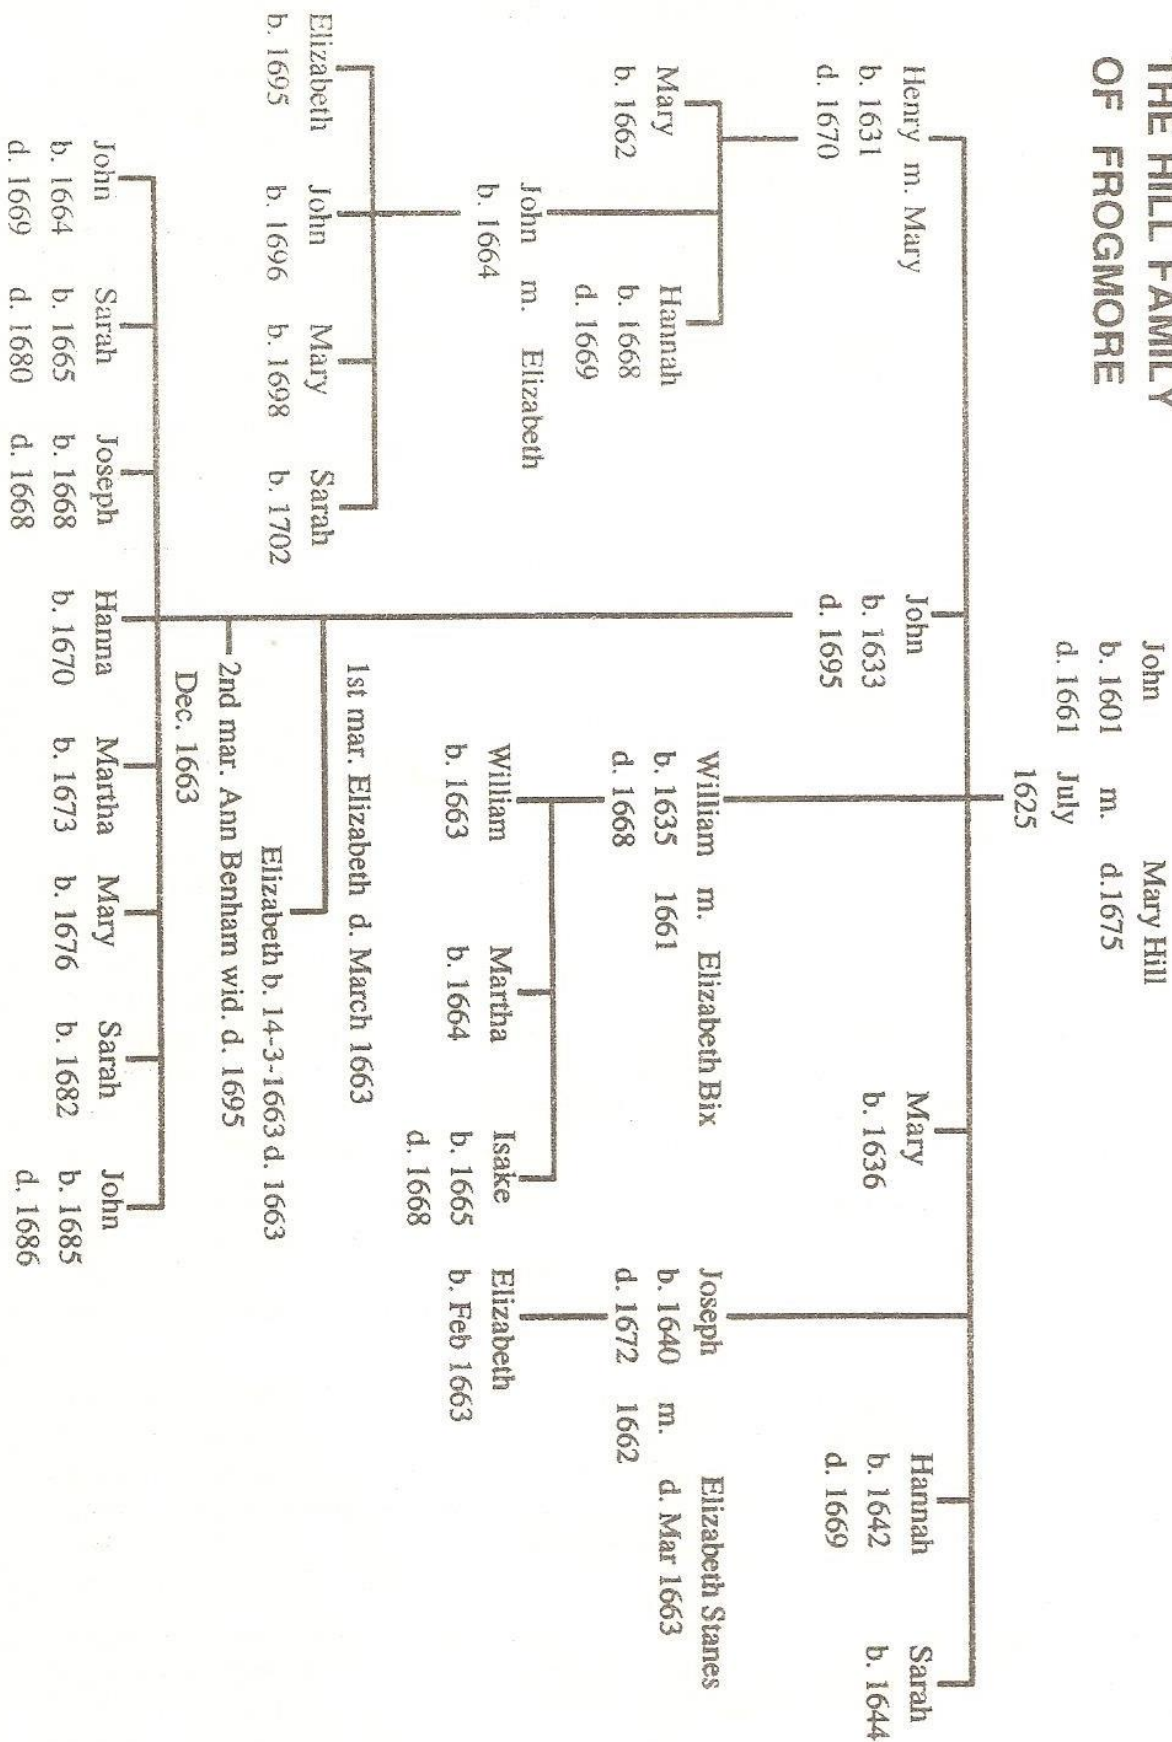 THE HILL FAMILY
OF FROGMORE
John m. Mary Hill
b. 1601 d.1675
d. 1661 July
1625
Henry m. Mary
b. 1631
d. 1670
John
b. 1633
d. 1695
Mary
b. 1636
Hannah
b. 1642
d. 1669
Sarah
b. 1644
William m. Elizabeth Bix
b. 1635 1661
d. 1668
Joseph m. Elizabeth Stanes
b. 1640 d. Mar 1663
d. 1672 1662
Mary
b. 1662
Hannah
b. 1668
d. 1669
John m. Elizabeth
b. 1664
William
b. 1663
Martha
b. 1664
Isake
b. 1665
d. 1668
Elizabeth
b. Feb 1663
1st mar. Elizabeth d. March 1663
Elizabeth b. 14-3-1663 d. 1663
2nd mar. Ann Benham wid. d. 1695
Dec. 1663
Elizabeth
b. 1695
John
b. 1696
Mary
b. 1698
Sarah
b. 1702
John
b. 1664
d. 1669
Sarah
b. 1665
d. 1680
Joseph
b. 1668
d. 1668
Hanna
b. 1670
Martha
b. 1673
Mary
b. 1676
Sarah
b. 1682
John
b. 1685
d. 1686